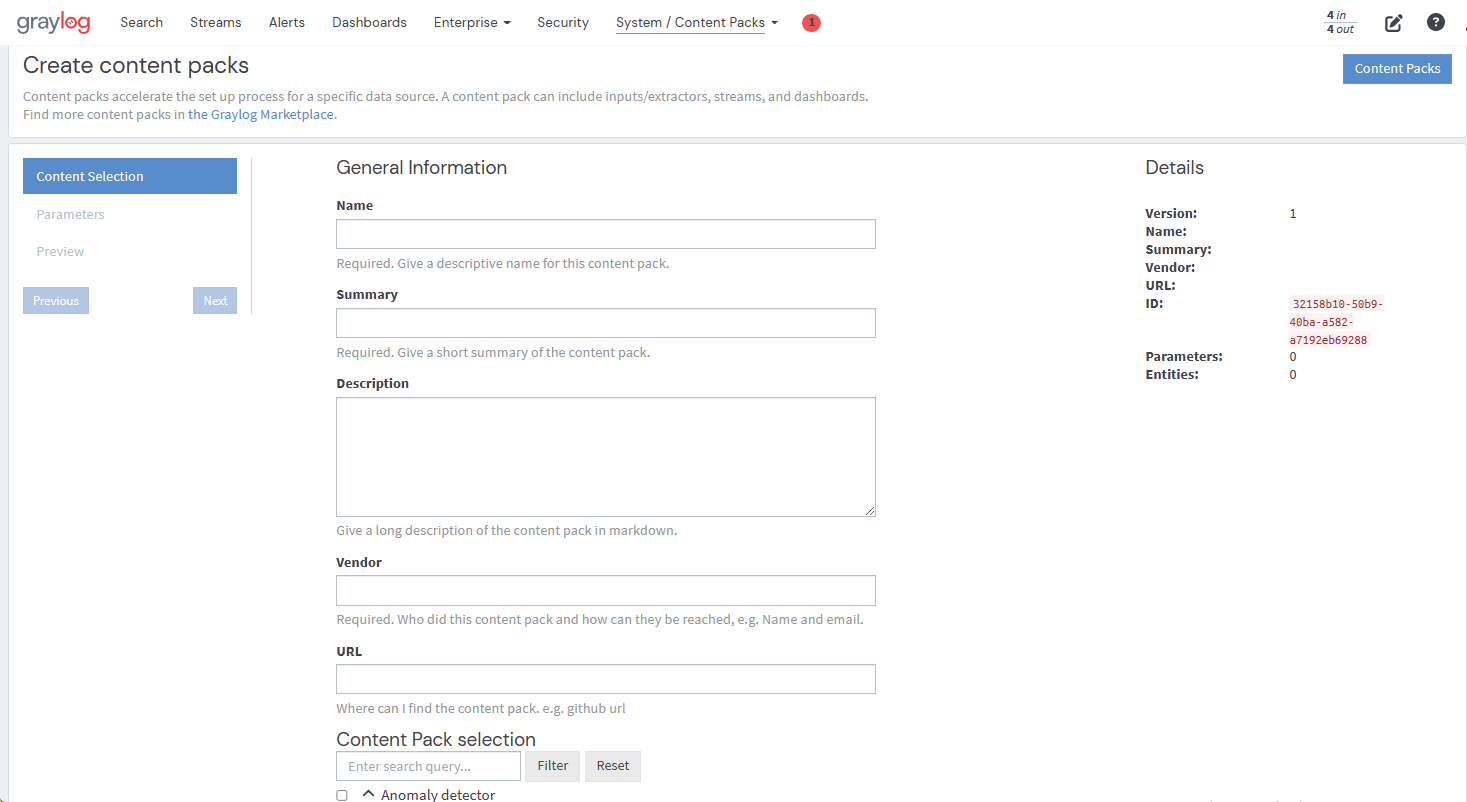 graylog Search Streams Alerts Dashboards Enterprise Security System / Content Packs 1 4 in
4 out
Create content packs
Content Packs
Content packs accelerate the set up process for a specific data source. A content pack can include inputs/extractors, streams, and dashboards.
Find more content packs in the Graylog Marketplace.
Content Selection
Parameters
Preview
Previous Next
General Information
Name
Required. Give a descriptive name for this content pack.
Summary
Required. Give a short summary of the content pack.
Description
Give a long description of the content pack in markdown.
Vendor
Required. Who did this content pack and how can they be reached, e.g. Name and email.
URL
Where can I find the content pack. e.g. github url
Content Pack selection
Enter search query... Filter Reset
Anomaly detector
Details
Version: 1
Name:
Summary:
Vendor:
URL:
ID: 32158b10-50b9-
40ba-a582-
a7192eb69288
Parameters: 0
Entities: 0